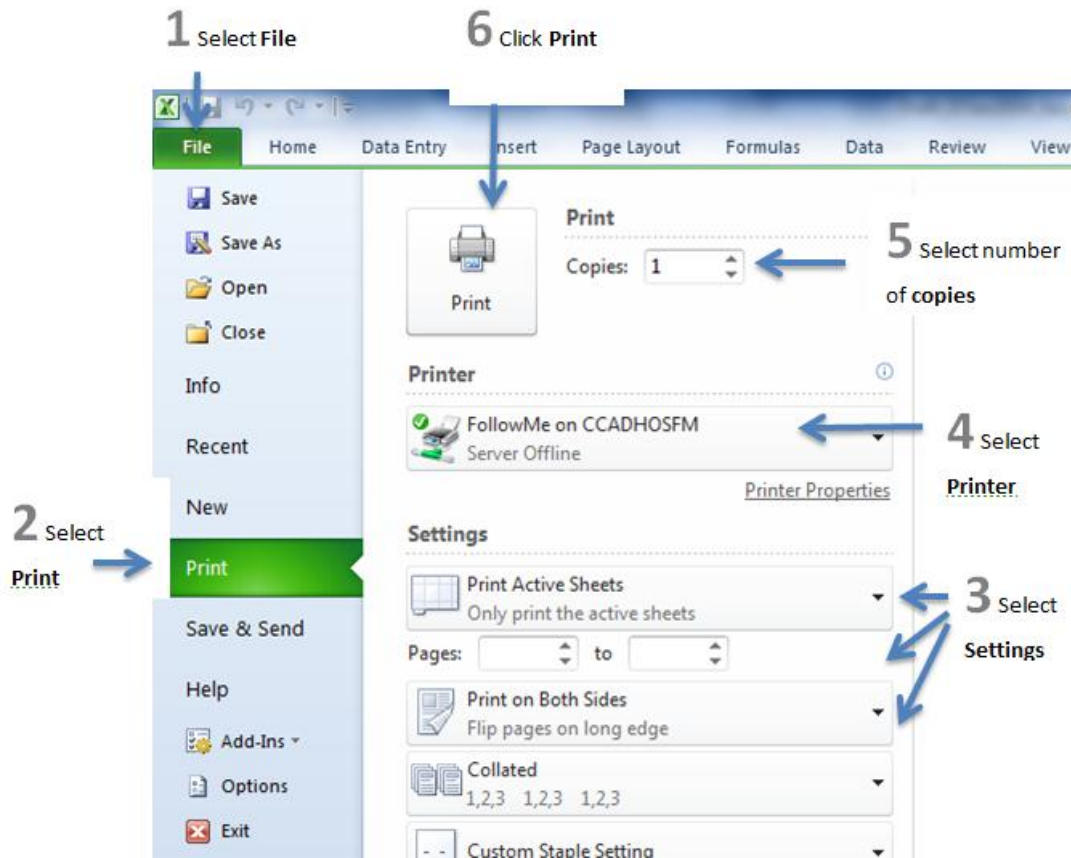 1 Select File
6 Click Print
File Home Data Entry Insert Page Layout Formulas Data Review View
Save
Save As
Open
Close
Info
Recent
New
Print
Save & Send
Help
Add-Ins
Options
Exit
2 Select
Print
Print
Print
Copies: 1
5 Select number
of copies
Printer
FollowMe on CCADHOSFM
Server Offline
4 Select
Printer
Printer Properties
Settings
Print Active Sheets
Only print the active sheets
3 Select
Settings
Pages: to
Print on Both Sides
Flip pages on long edge
Collated
1,2,3 1,2,3 1,2,3
Custom Staple Setting